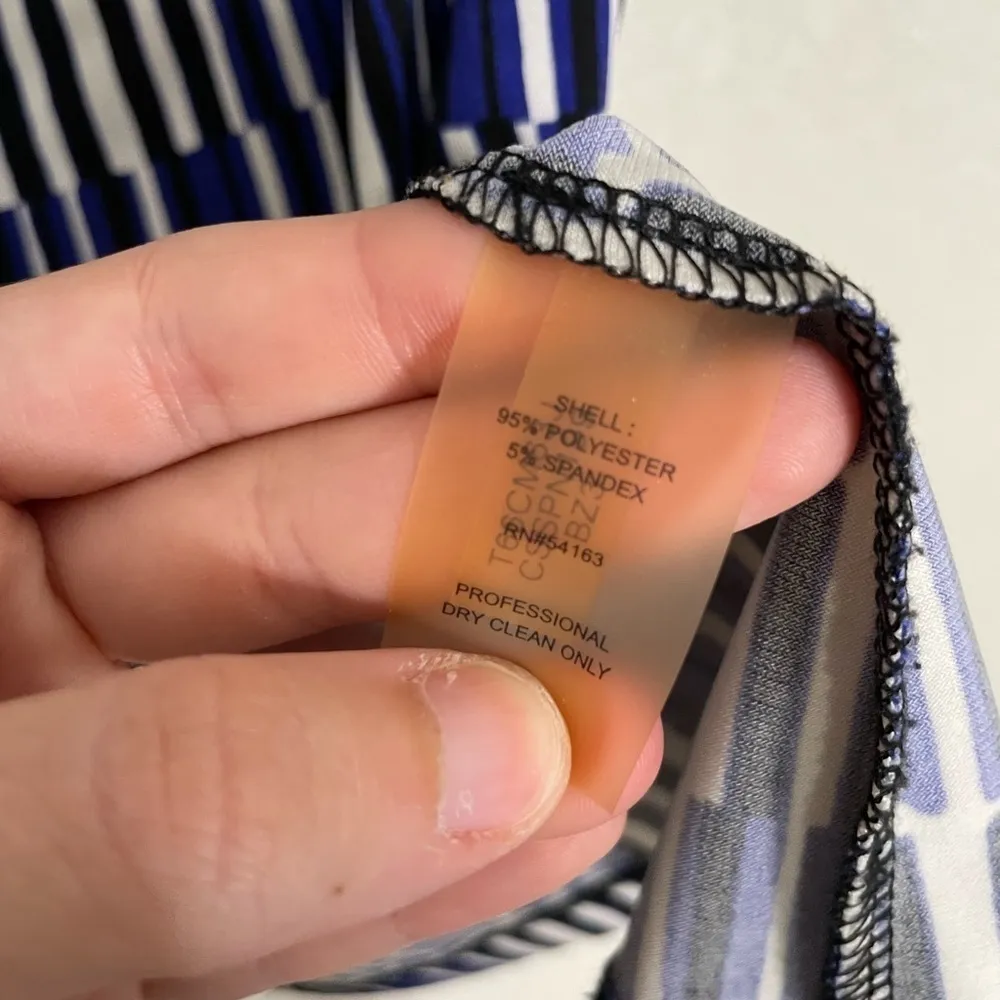 SHELL :
95% POLYESTER
5% SPANDEX
RN#54163
PROFESSIONAL
DRY CLEAN ONLY